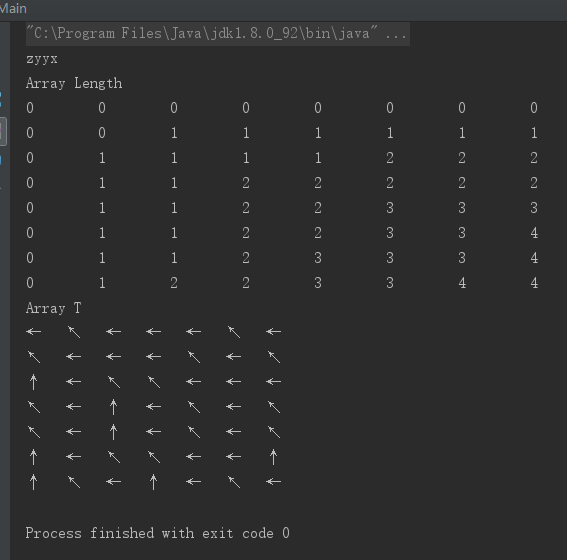 Main
"C:\Program Files\Java\jdk1.8.0_92\bin\java" ...
zyyx
Array Length
0 0 0 0 0 0 0 0
0 0 1 1 1 1 1 1
0 1 1 1 1 2 2 2
0 1 1 2 2 2 2 2
0 1 1 2 2 3 3 3
0 1 1 2 2 3 3 4
0 1 1 2 3 3 3 4
0 1 2 2 3 3 4 4
Array T
← ↖ ← ← ← ↖ ←
↖ ← ← ← ↖ ← ↖
↑ ← ↖ ↖ ← ← ←
↖ ← ↑ ← ↖ ← ↖
↖ ← ↑ ← ↖ ← ↖
↑ ← ↖ ↖ ← ← ↑
↑ ↖ ← ↑ ← ↖ ←
Process finished with exit code 0